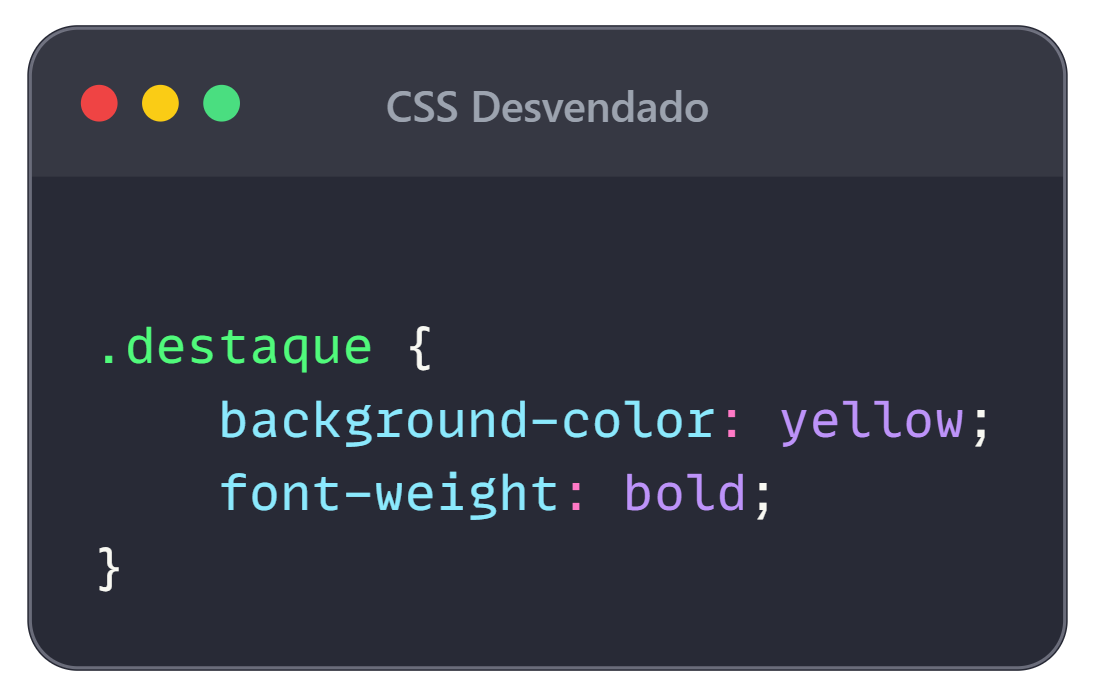 CSS Desvendado
.destaque {
    background-color: yellow;
    font-weight: bold;
}